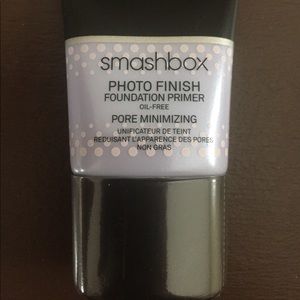 smashbox
PHOTO FINISH
FOUNDATION PRIMER
OIL-FREE
PORE MINIMIZING
UNIFICATEUR DE TEINT
RÉDUISANT L'APPARENCE DES PORES
NON GRAS